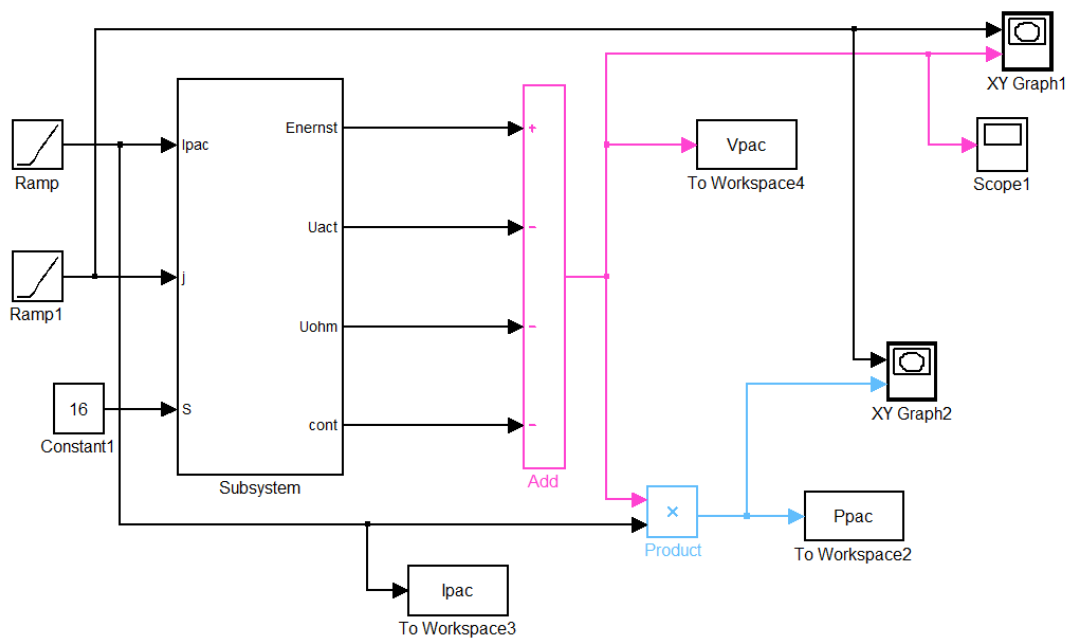 XY Graph1
Enernst
+
Ipac
Vpac
Ramp
To Workspace4
Scope1
Uact
-
j
Ramp1
Uohm
-
XY Graph2
16
S
cont
-
Constant1
Subsystem
Add
×
Ppac
Product
To Workspace2
Ipac
To Workspace3